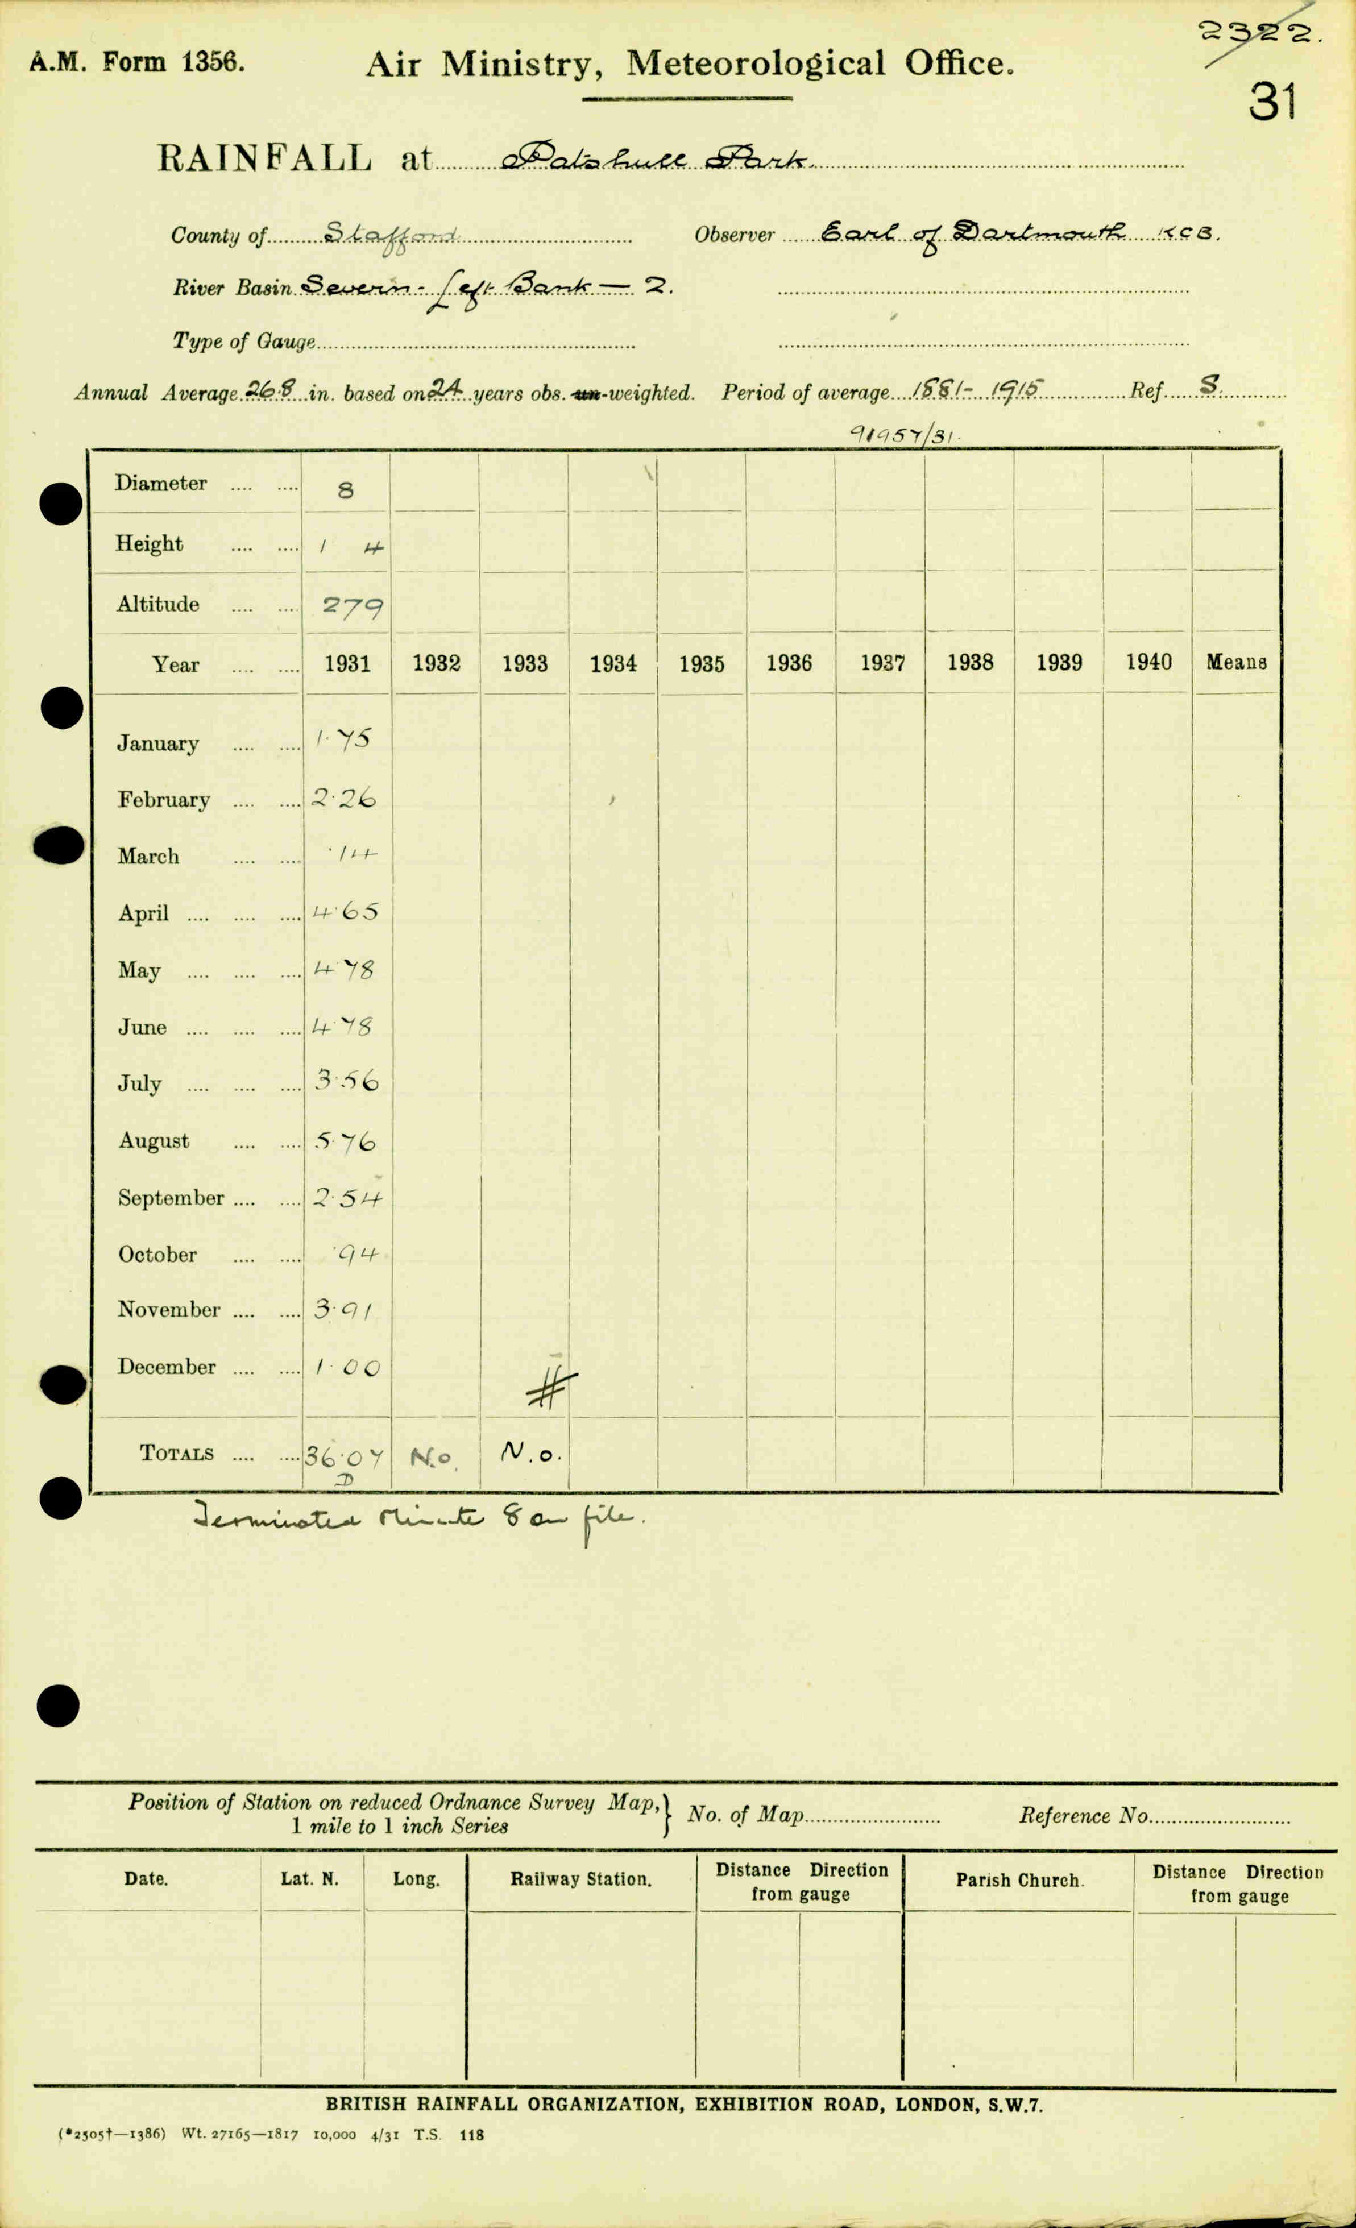 2322.
A.M. Form 1356. Air Ministry, Meteorological Office.
31
RAINFALL at Patshull Park.
County of Stafford Observer Earl of Dartmouth KCB.
River Basin Severn - Left Bank — 2.
Type of Gauge
Annual Average 26.8 in. based on 24 years obs. un-weighted. Period of average 1881- 1915 Ref. S.
91957/31.
Diameter .... .... 8
Height .... .... 1 4
Altitude .... .... 279
Year .... .... 1931 1932 1933 1934 1935 1936 1937 1938 1939 1940 Means
January .... .... 1.75
February .... .... 2.26
March .... .... .14
April .... .... .... 4.65
May .... .... .... 4.78
June .... .... .... 4.78
July .... .... .... 3.56
August .... .... 5.76
September .... .... 2.54
October .... .... .94
November .... .... 3.91
December .... .... 1.00
#
TOTALS .... .... 36.07 N.o. N.o.
D
Terminated Minute 8 on file.
Position of Station on reduced Ordnance Survey Map,} No. of Map Reference No.
1 mile to 1 inch Series
Date. Lat. N. Long. Railway Station. Distance Direction from gauge Parish Church. Distance Direction from gauge
BRITISH RAINFALL ORGANIZATION, EXHIBITION ROAD, LONDON, S.W.7.
(*2505†—1386) Wt. 27165—1817 10,000 4/31 T.S. 118